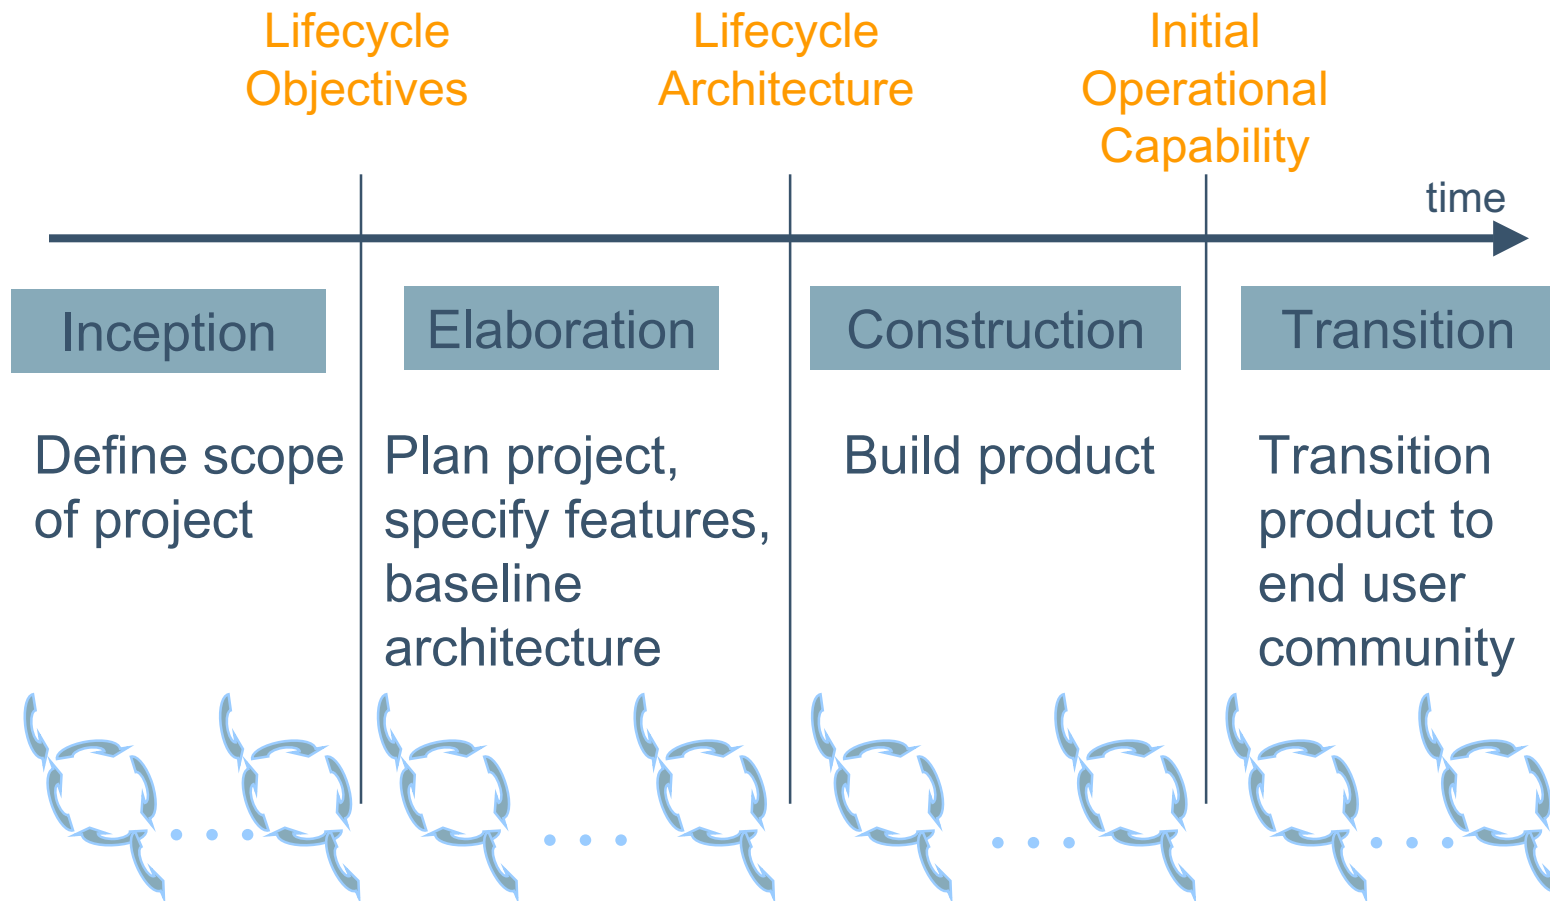 Lifecycle
Objectives
Lifecycle
Architecture
Initial
Operational
Capability
time
Inception
Elaboration
Construction
Transition
Define scope
of project
Plan project,
specify features,
baseline
architecture
Build product
Transition
product to
end user
community